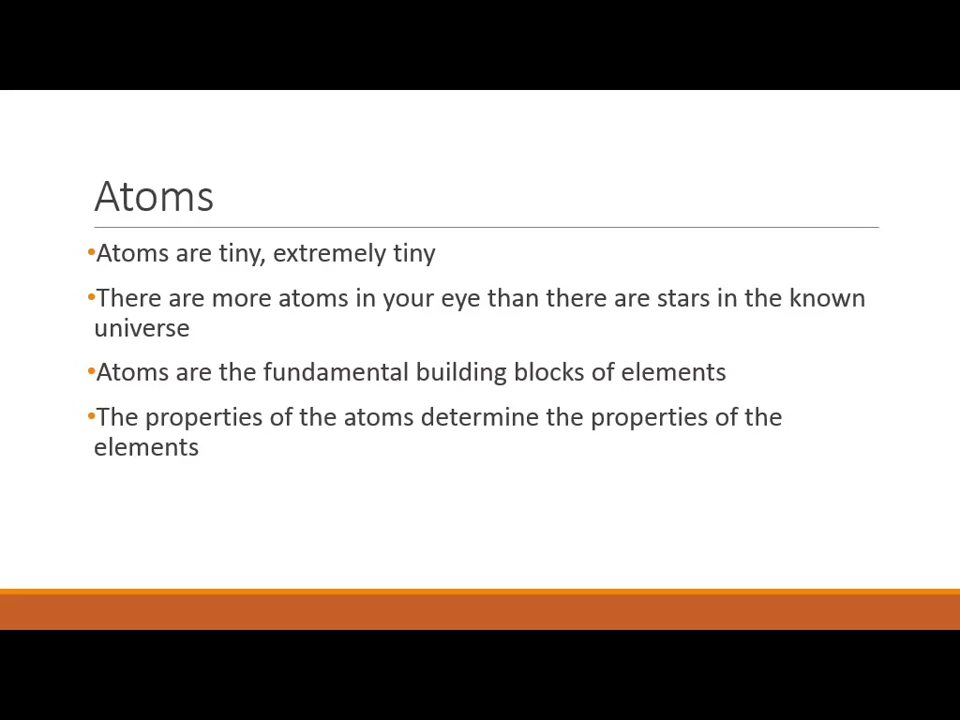 Atoms
•Atoms are tiny, extremely tiny
•There are more atoms in your eye than there are stars in the known
universe
•Atoms are the fundamental building blocks of elements
•The properties of the atoms determine the properties of the
elements